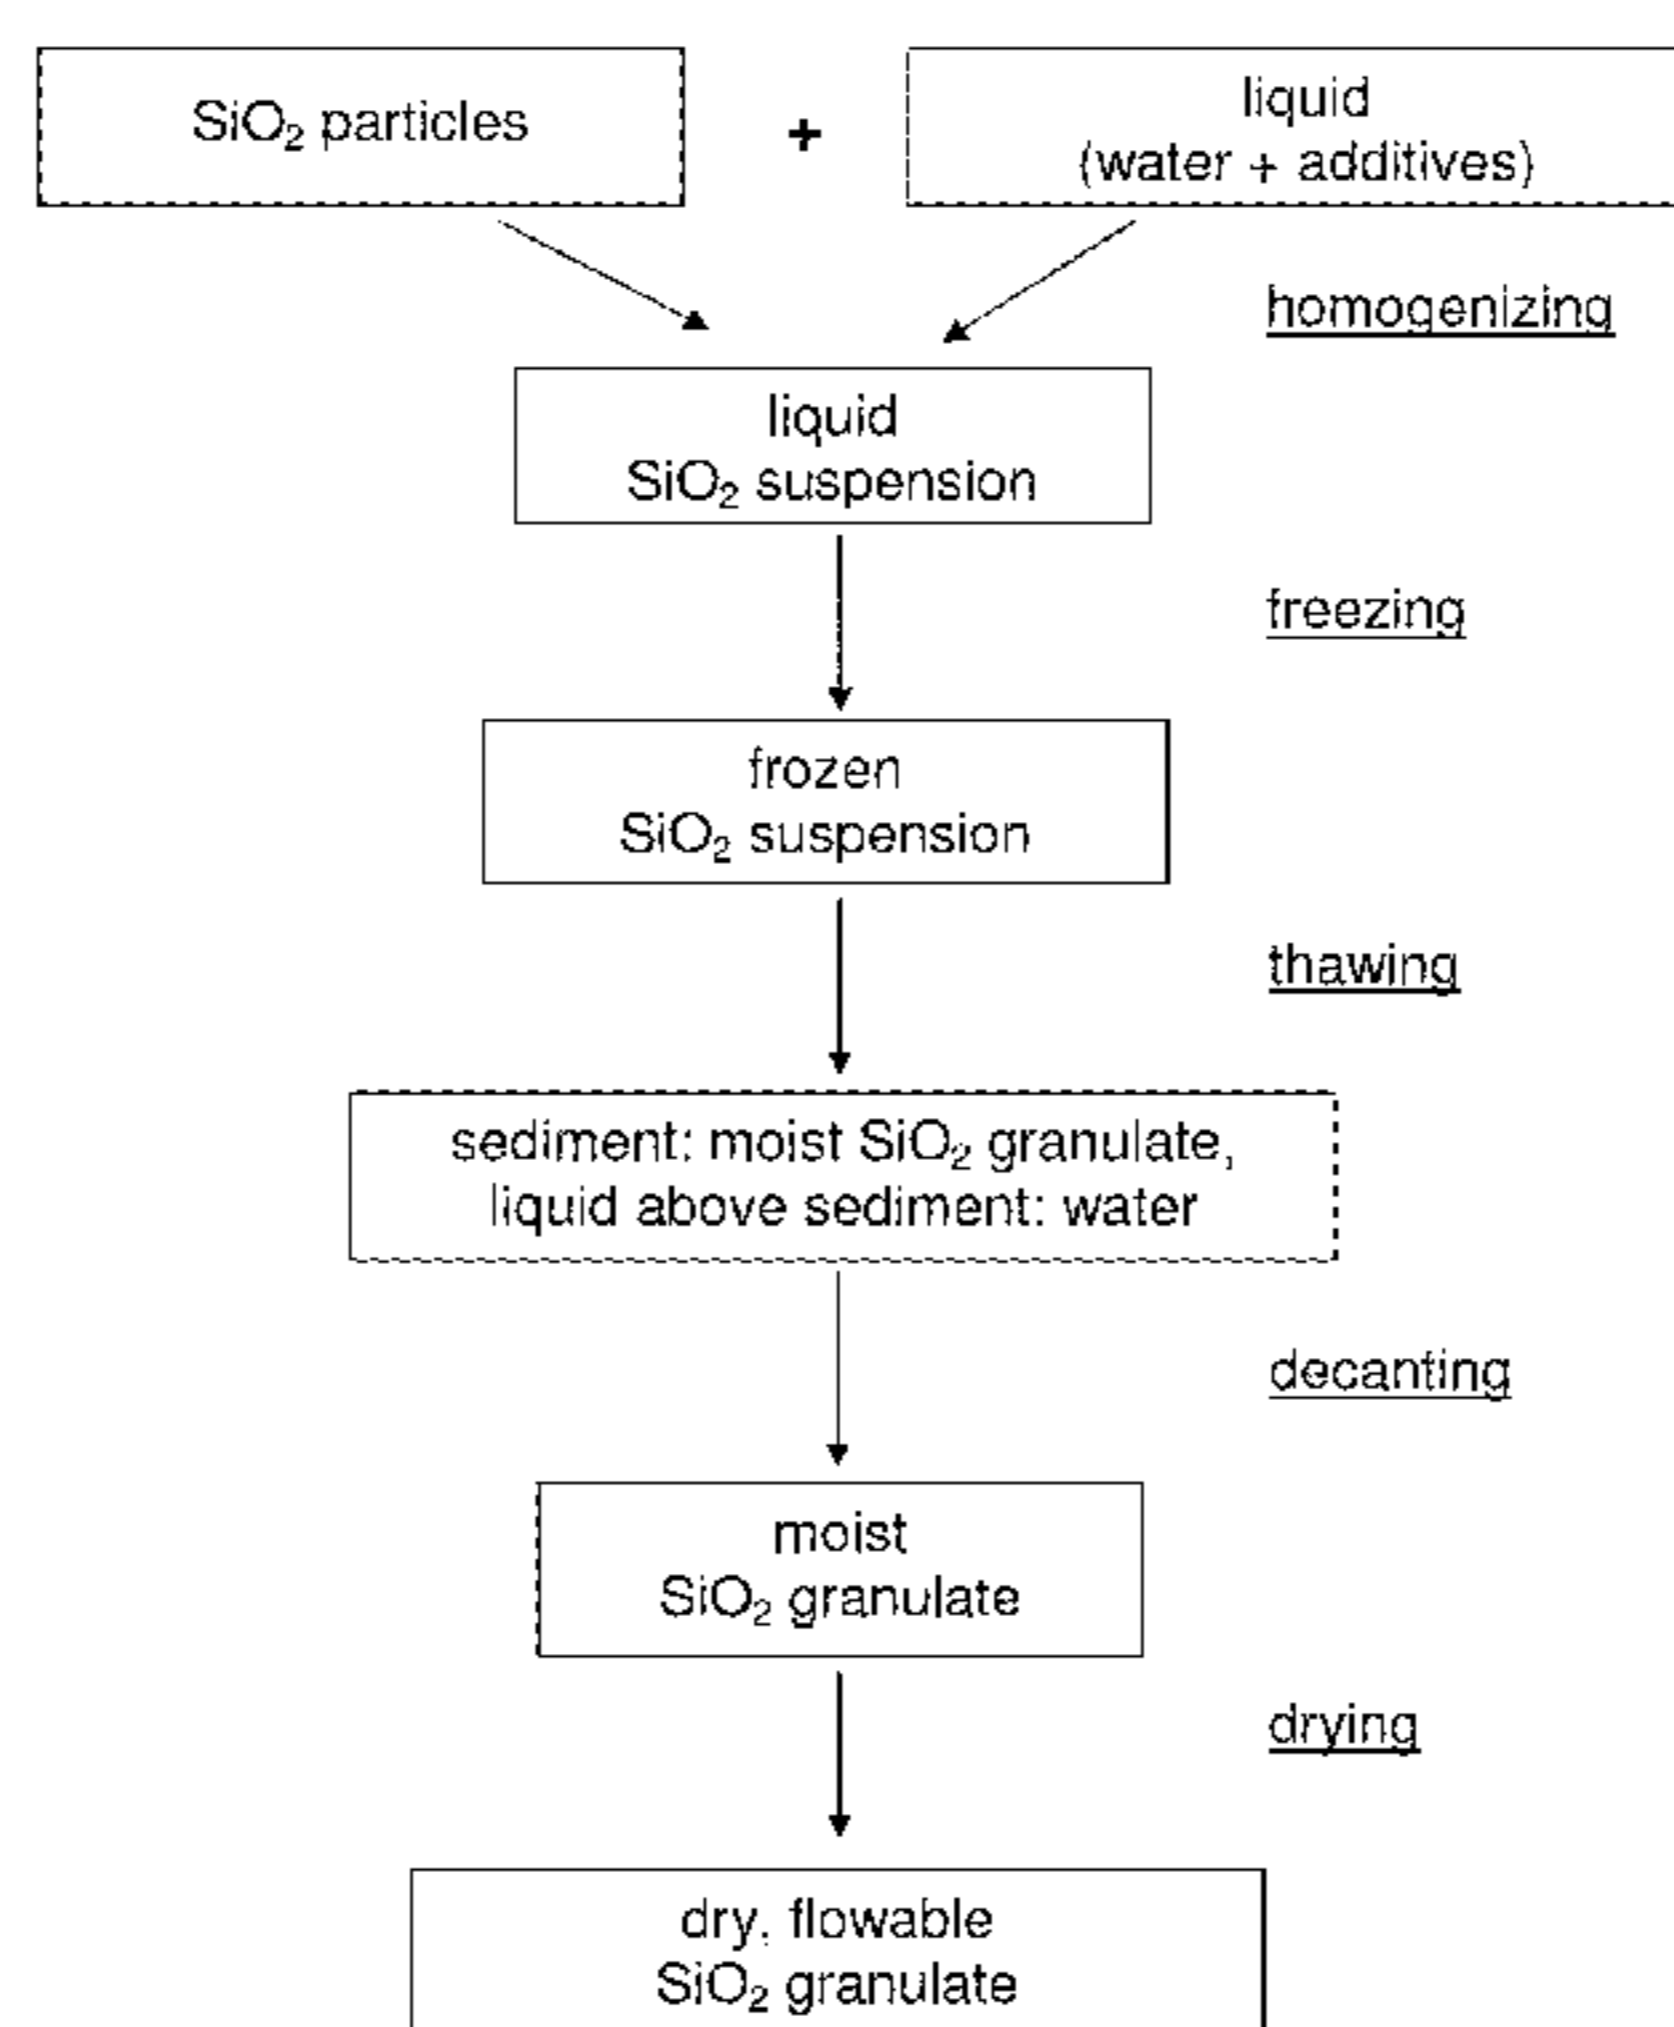 SiO₂ particles
+
liquid
(water + additives)
homogenizing
liquid
SiO₂ suspension
freezing
frozen
SiO₂ suspension
thawing
sediment: moist SiO₂ granulate,
liquid above sediment: water
decanting
moist
SiO₂ granulate
drying
dry, flowable
SiO₂ granulate